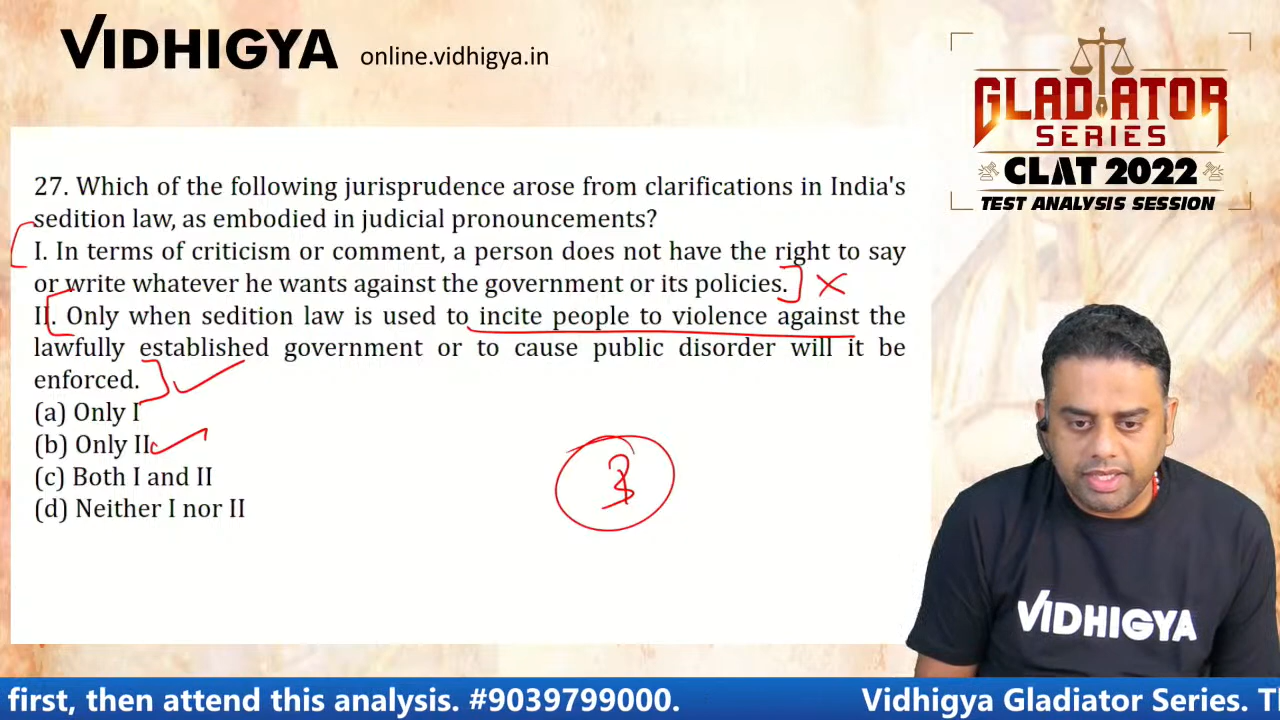 VIDHIGYA online.vidhigya.in
GLADIATOR
SERIES
CLAT 2022
TEST ANALYSIS SESSION
27. Which of the following jurisprudence arose from clarifications in India's
sedition law, as embodied in judicial pronouncements?
I. In terms of criticism or comment, a person does not have the right to say
or write whatever he wants against the government or its policies.
II. Only when sedition law is used to incite people to violence against the
lawfully established government or to cause public disorder will it be
enforced.
(a) Only I
(b) Only II
(c) Both I and II
(d) Neither I nor II
VIDHIGYA
first, then attend this analysis. #9039799000. Vidhigya Gladiator Series.